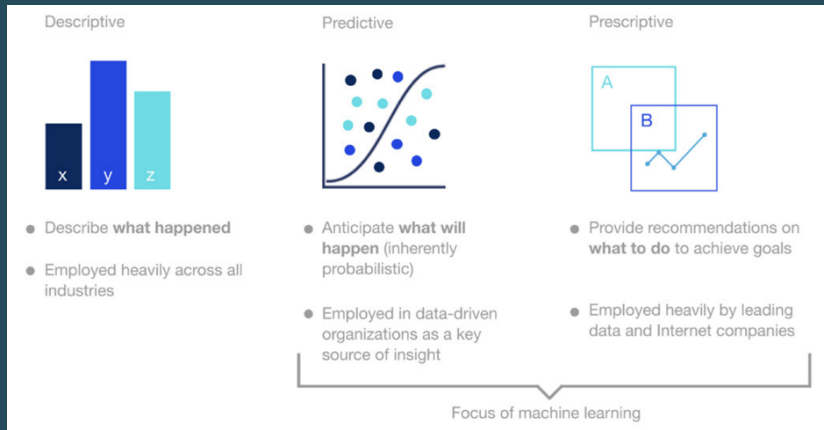 Descriptive
x y z
● Describe what happened
● Employed heavily across all
industries
Predictive
● Anticipate what will
happen (inherently
probabilistic)
● Employed in data-driven
organizations as a key
source of insight
Prescriptive
A
B
● Provide recommendations on
what to do to achieve goals
● Employed heavily by leading
data and Internet companies
Focus of machine learning